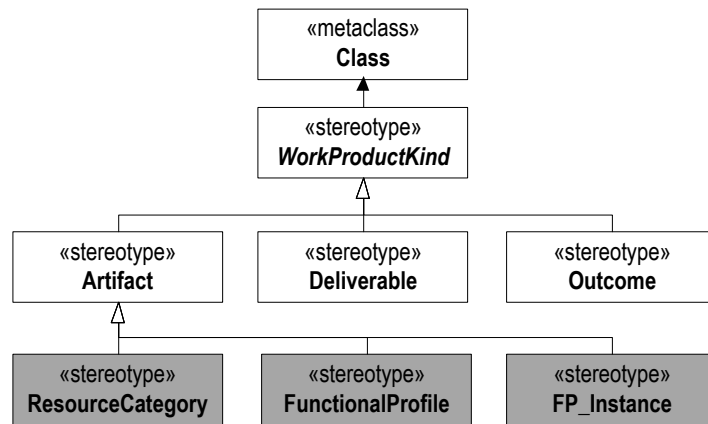 «metaclass»
Class
«stereotype»
WorkProductKind
«stereotype»
Artifact
«stereotype»
Deliverable
«stereotype»
Outcome
«stereotype»
ResourceCategory
«stereotype»
FunctionalProfile
«stereotype»
FP_Instance